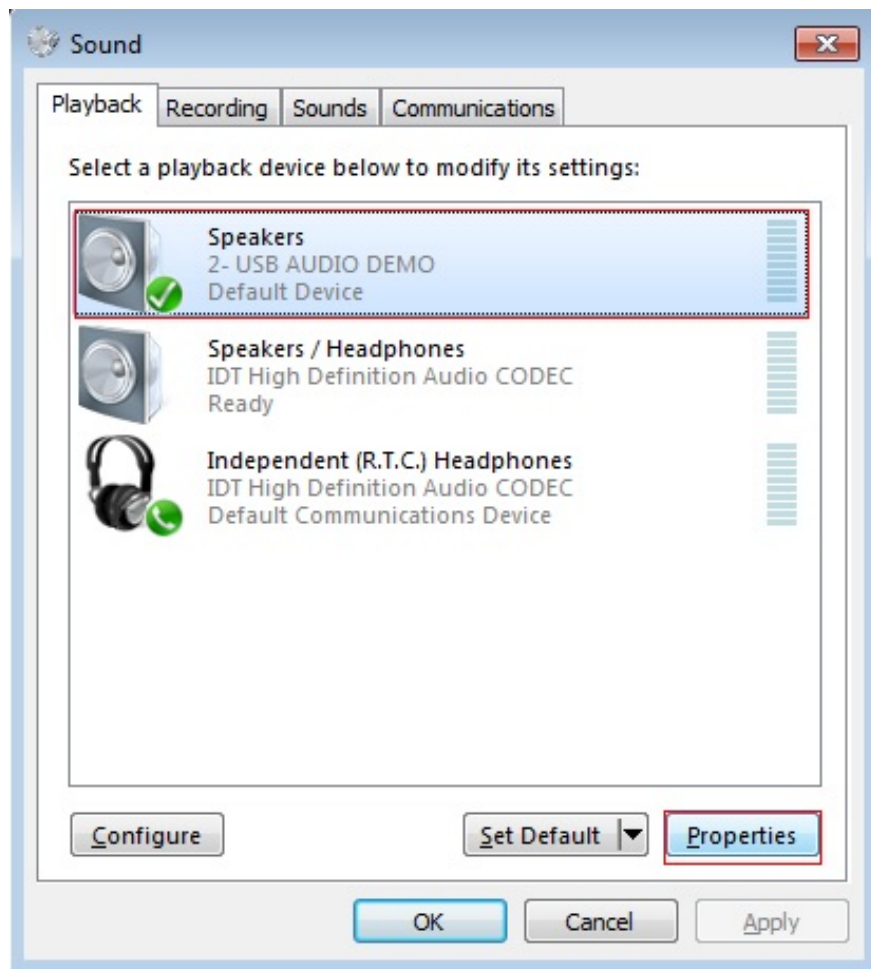 Sound
Playback Recording Sounds Communications
Select a playback device below to modify its settings:
Speakers
2- USB AUDIO DEMO
Default Device
Speakers / Headphones
IDT High Definition Audio CODEC
Ready
Independent (R.T.C.) Headphones
IDT High Definition Audio CODEC
Default Communications Device
Configure Set Default Properties
OK Cancel Apply